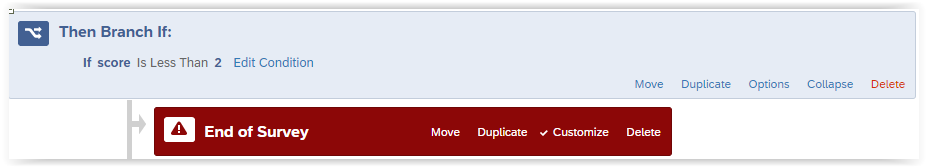 Then Branch If:
If score Is Less Than 2 Edit Condition
Move Duplicate Options Collapse Delete
End of Survey Move Duplicate Customize Delete